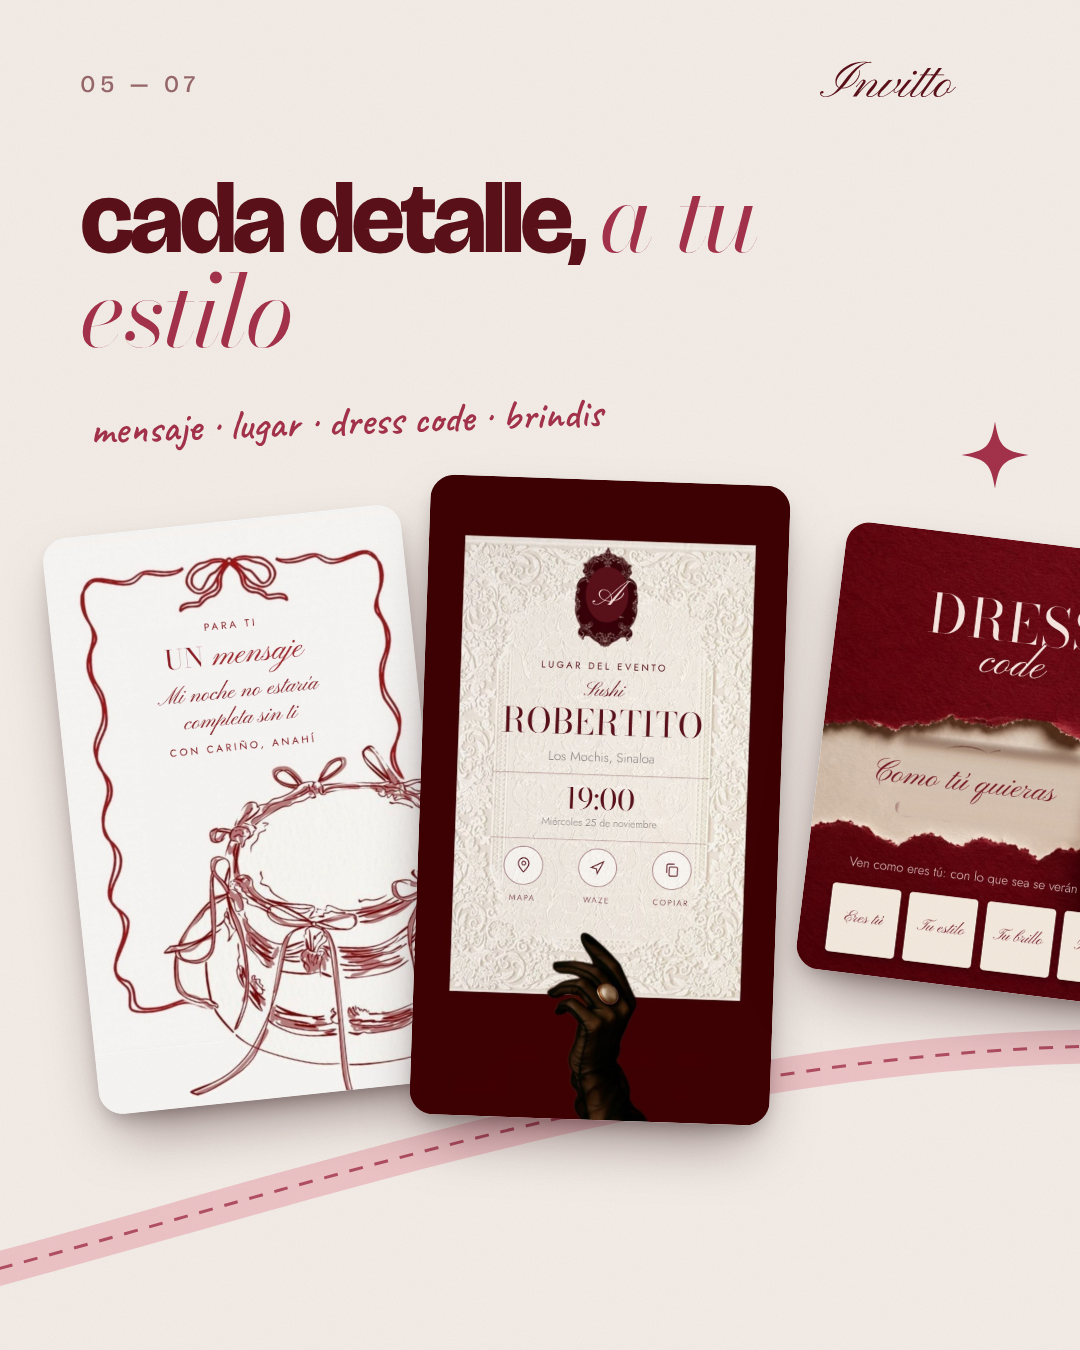 05 — 07
Invitto
cada detalle, a tu
estilo
mensaje · lugar · dress code · brindis
PARA TI
UN mensaje
Mi noche no estaría
completa sin ti
CON CARIÑO, ANAHÍ
A
LUGAR DEL EVENTO
Sushi
ROBERTITO
Los Mochis, Sinaloa
19:00
Miércoles 25 de noviembre
MAPA
WAZE
COPIAR
DRESS
code
Como tú quieras
Ven como eres tú: con lo que sea se verán
Eres tú
Tu estilo
Tu brillo